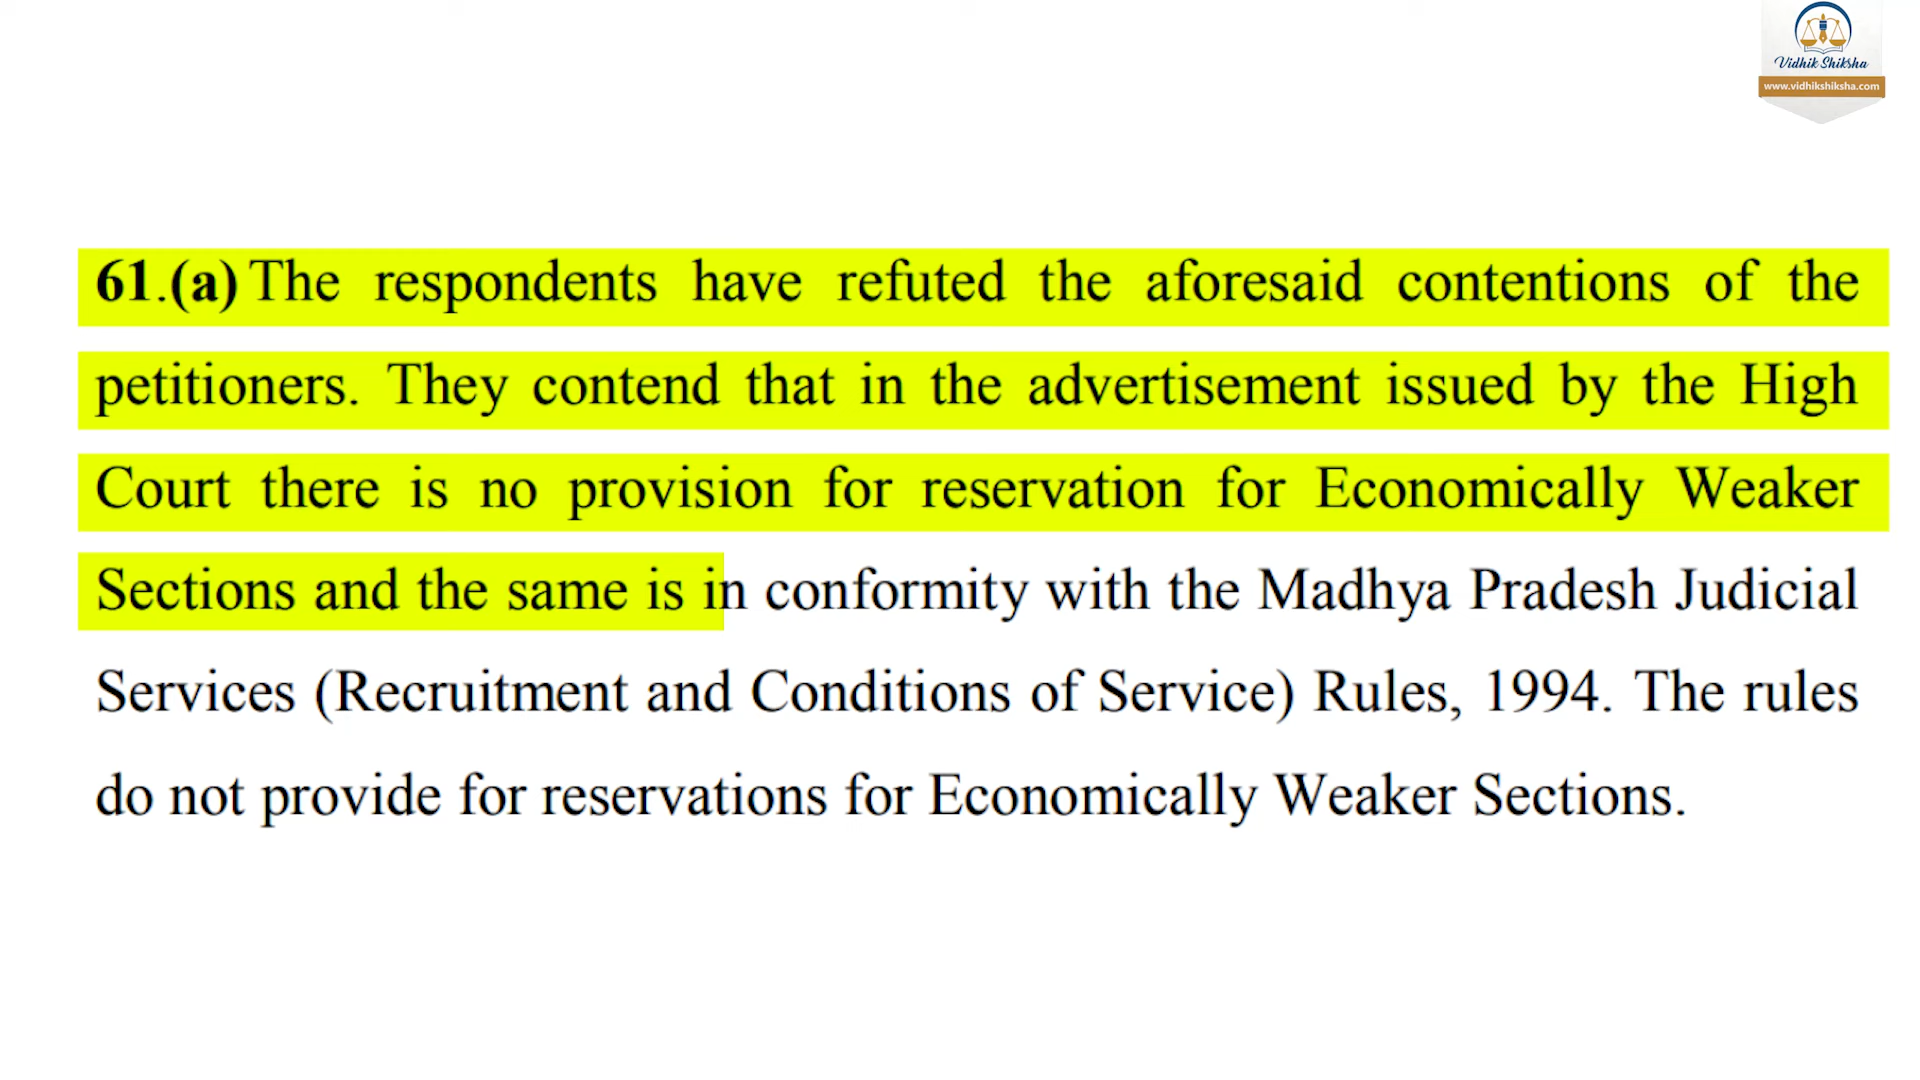 Vidhik Shiksha
www.vidhikshiksha.com
61.(a) The respondents have refuted the aforesaid contentions of the
petitioners. They contend that in the advertisement issued by the High
Court there is no provision for reservation for Economically Weaker
Sections and the same is in conformity with the Madhya Pradesh Judicial
Services (Recruitment and Conditions of Service) Rules, 1994. The rules
do not provide for reservations for Economically Weaker Sections.